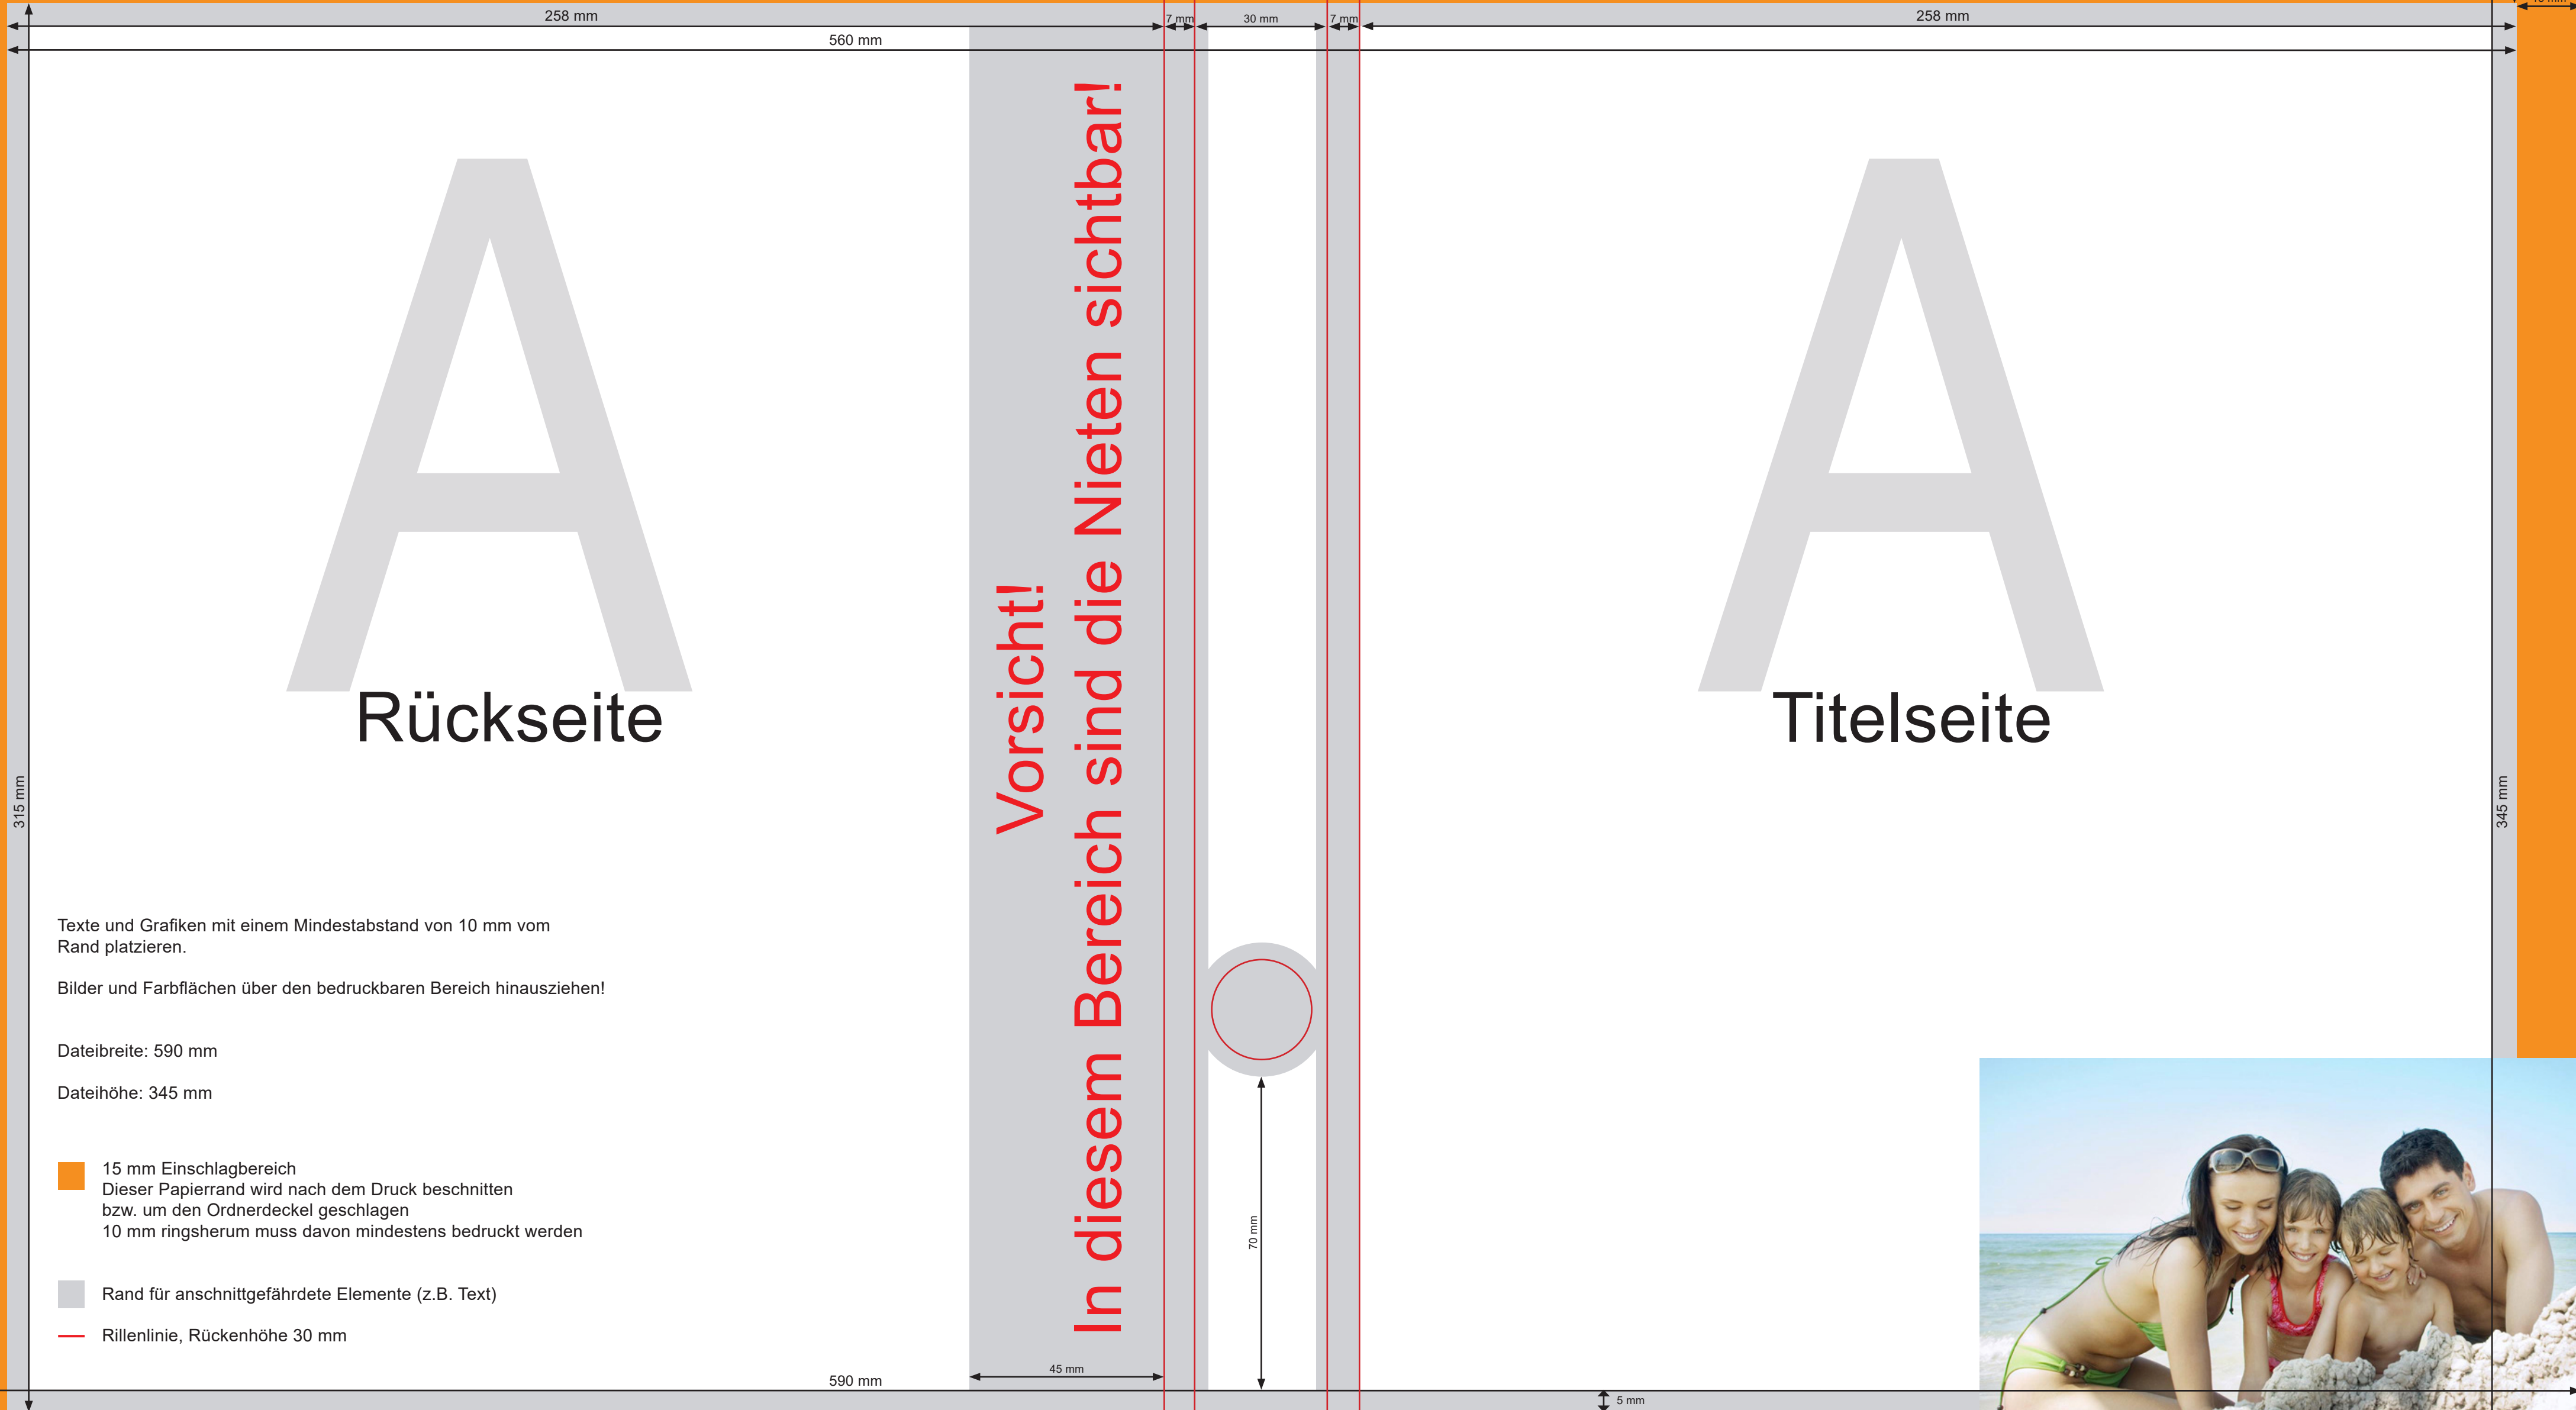 258 mm
7 mm
30 mm
7 mm
258 mm
560 mm
A
A
Rückseite
Titelseite
Vorsicht!
In diesem Bereich sind die Nieten sichtbar!
315 mm
345 mm
Texte und Grafiken mit einem Mindestabstand von 10 mm vom
Rand platzieren.
Bilder und Farbflächen über den bedruckbaren Bereich hinausziehen!
Dateibreite: 590 mm
Dateihöhe: 345 mm
15 mm Einschlagbereich
Dieser Papierrand wird nach dem Druck beschnitten
bzw. um den Ordnerdeckel geschlagen
10 mm ringsherum muss davon mindestens bedruckt werden
Rand für anschnittgefährdete Elemente (z.B. Text)
Rillenlinie, Rückenhöhe 30 mm
70 mm
45 mm
590 mm
5 mm